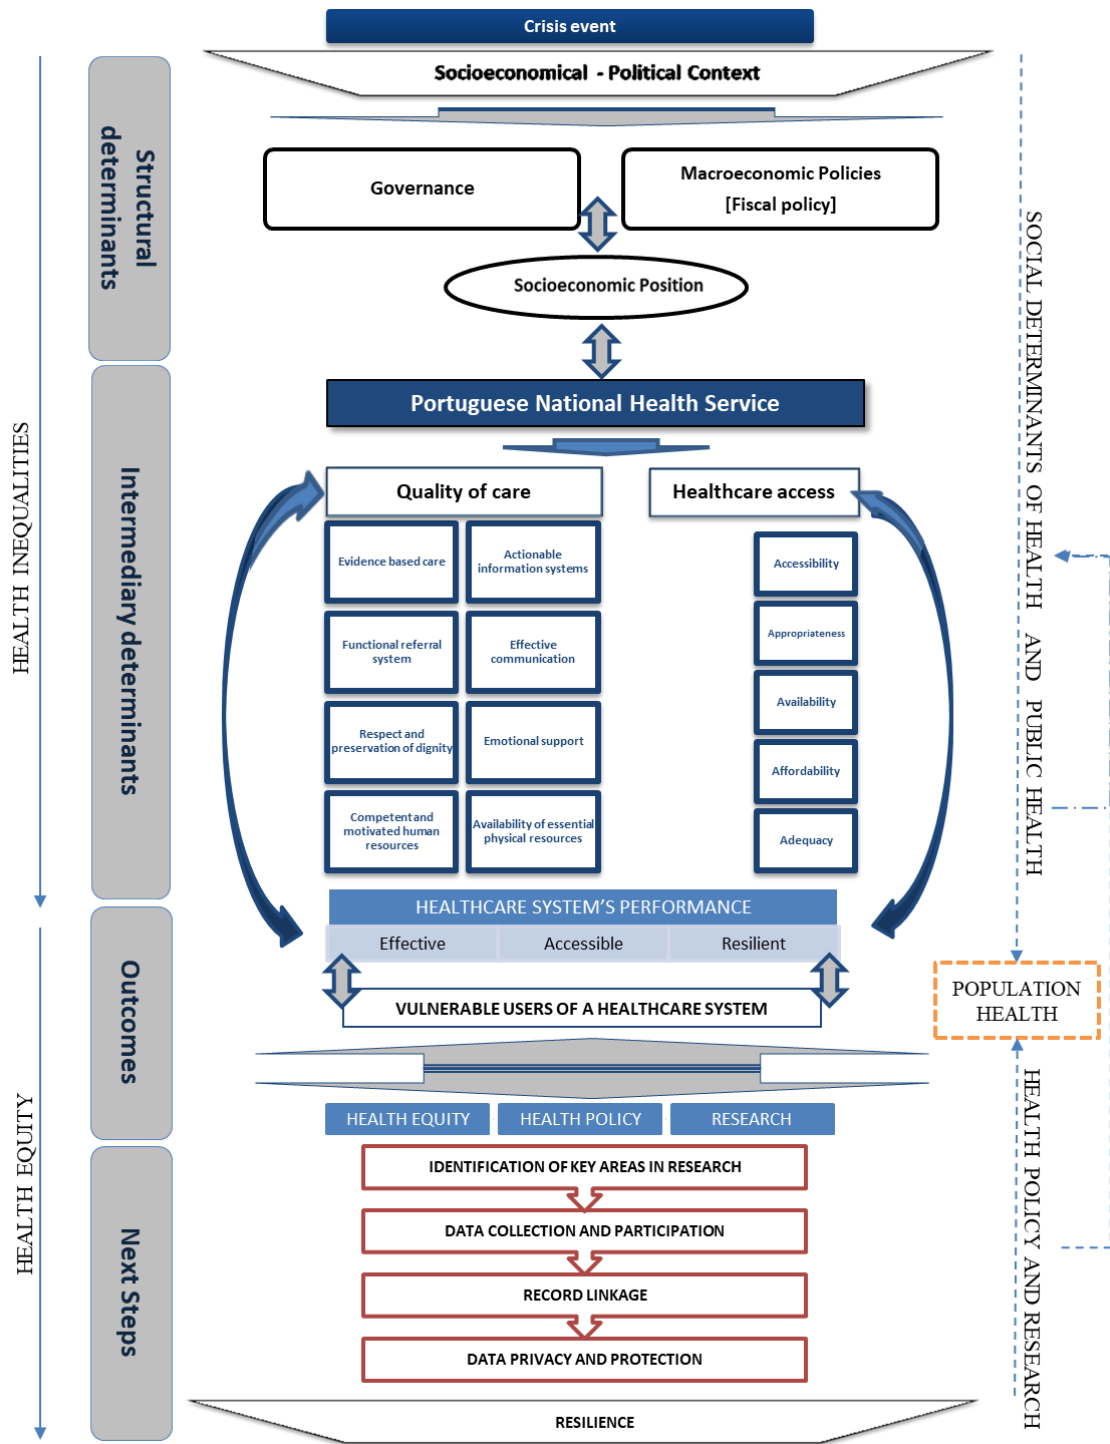 Crisis event
Socioeconomical - Political Context
Structural
determinants
Governance
Macroeconomic Policies
[Fiscal policy]
Socioeconomic Position
Portuguese National Health Service
HEALTH INEQUALITIES
Intermediary determinants
Quality of care
Healthcare access
Evidence based care
Actionable
information systems
Functional referral
system
Effective
communication
Respect and
preservation of dignity
Emotional support
Competent and
motivated human
resources
Availability of essential
physical resources
Accessibility
Appropriateness
Availability
Affordability
Adequacy
SOCIAL DETERMINANTS OF HEALTH AND PUBLIC HEALTH
HEALTHCARE SYSTEM'S PERFORMANCE
Effective
Accessible
Resilient
Outcomes
VULNERABLE USERS OF A HEALTHCARE SYSTEM
POPULATION
HEALTH
HEALTH EQUITY
HEALTH EQUITY
HEALTH POLICY
RESEARCH
Next Steps
IDENTIFICATION OF KEY AREAS IN RESEARCH
DATA COLLECTION AND PARTICIPATION
RECORD LINKAGE
DATA PRIVACY AND PROTECTION
HEALTH POLICY AND RESEARCH
RESILIENCE